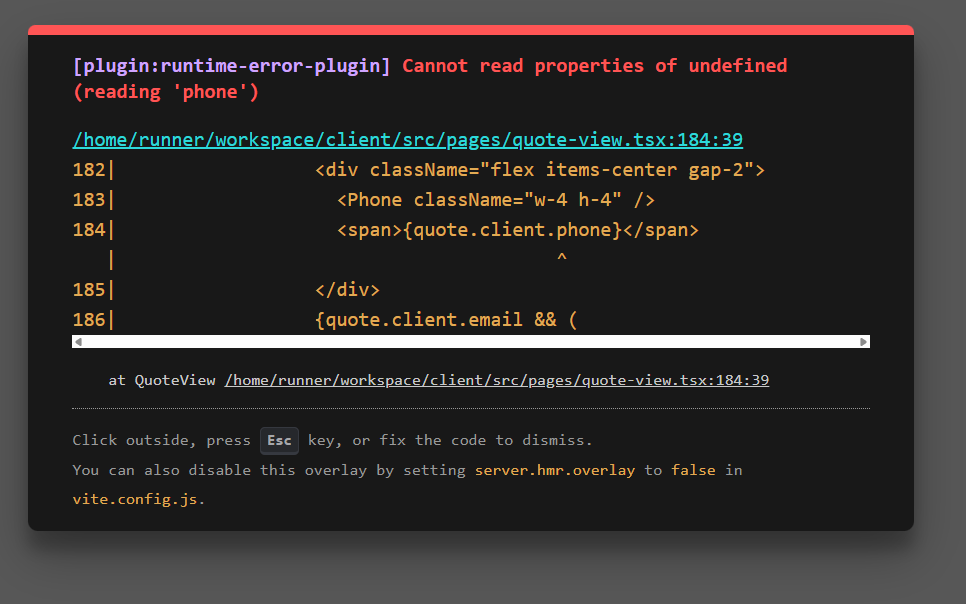 [plugin:runtime-error-plugin] Cannot read properties of undefined
(reading 'phone')
/home/runner/workspace/client/src/pages/quote-view.tsx:184:39
182|                  <div className="flex items-center gap-2">
183|                    <Phone className="w-4 h-4" />
184|                    <span>{quote.client.phone}</span>
   |                                        ^
185|                  </div>
186|                  {quote.client.email && (
at QuoteView /home/runner/workspace/client/src/pages/quote-view.tsx:184:39
Click outside, press Esc key, or fix the code to dismiss.
You can also disable this overlay by setting server.hmr.overlay to false in
vite.config.js.